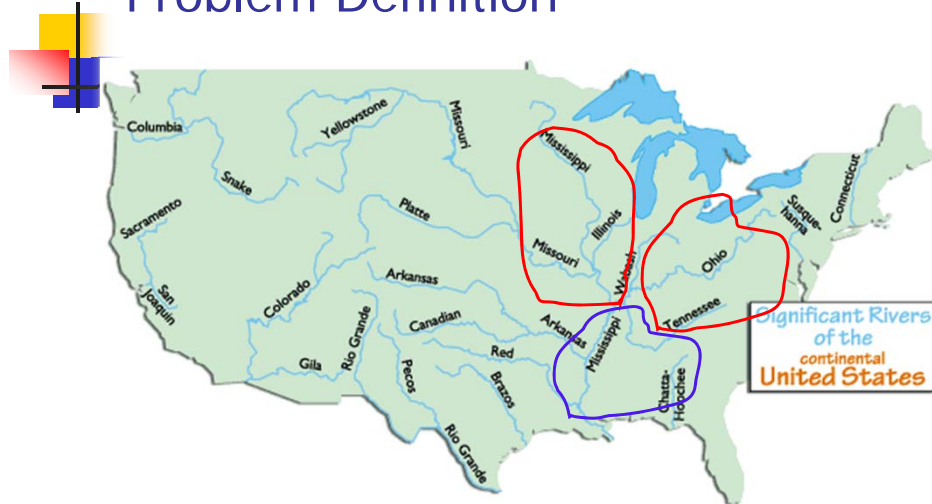 Problem Definition
Columbia
Yellowstone
Missouri
Mississippi
Snake
Sacramento
Platte
Illinois
Missouri
Wabash
Ohio
Susque-
hanna
Connecticut
San
Joaquin
Colorado
Arkansas
Canadian
Rio Grande
Gila
Pecos
Red
Brazos
Arkansas
Mississippi
Tennessee
Chatta-
Hoochee
Rio Grande
Significant Rivers
of the
continental
United States